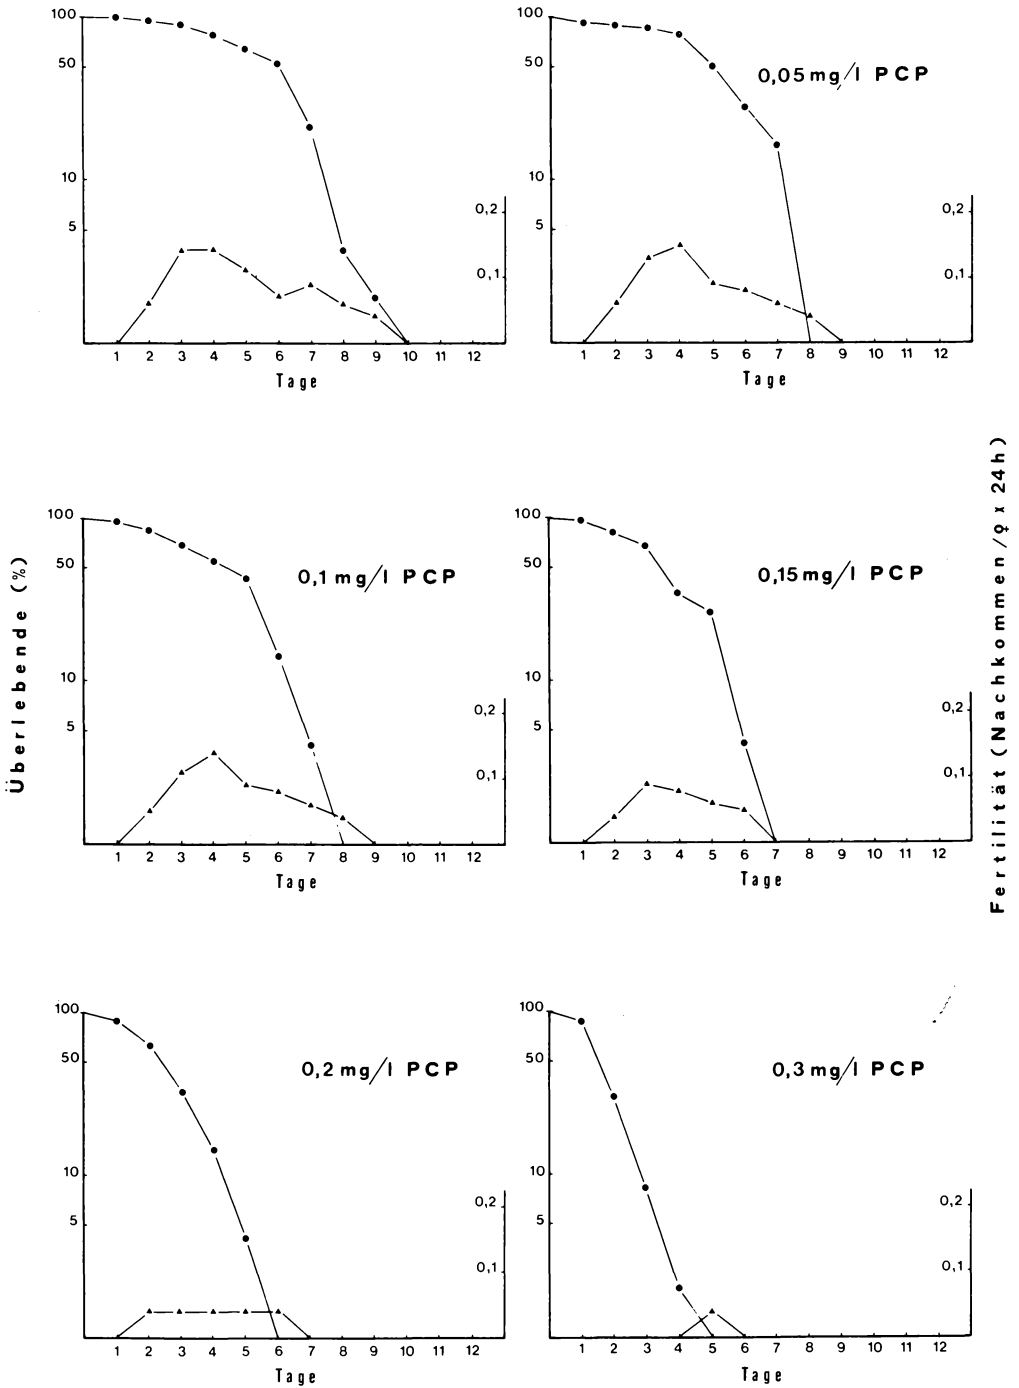 100
50
10
5
0,2
0,1
1 2 3 4 5 6 7 8 9 10 11 12
Tage
0,05 mg/l PCP
100
50
10
5
0,2
0,1
1 2 3 4 5 6 7 8 9 10 11 12
Tage
Überlebende (%)
0,1 mg/l PCP
100
50
10
5
0,2
0,1
1 2 3 4 5 6 7 8 9 10 11 12
Tage
0,15 mg/l PCP
100
50
10
5
0,2
0,1
1 2 3 4 5 6 7 8 9 10 11 12
Tage
Fertilität (Nachkommen/♀ x 24h)
0,2 mg/l PCP
100
50
10
5
0,2
0,1
1 2 3 4 5 6 7 8 9 10 11 12
Tage
0,3 mg/l PCP
100
50
10
5
0,2
0,1
1 2 3 4 5 6 7 8 9 10 11 12
Tage